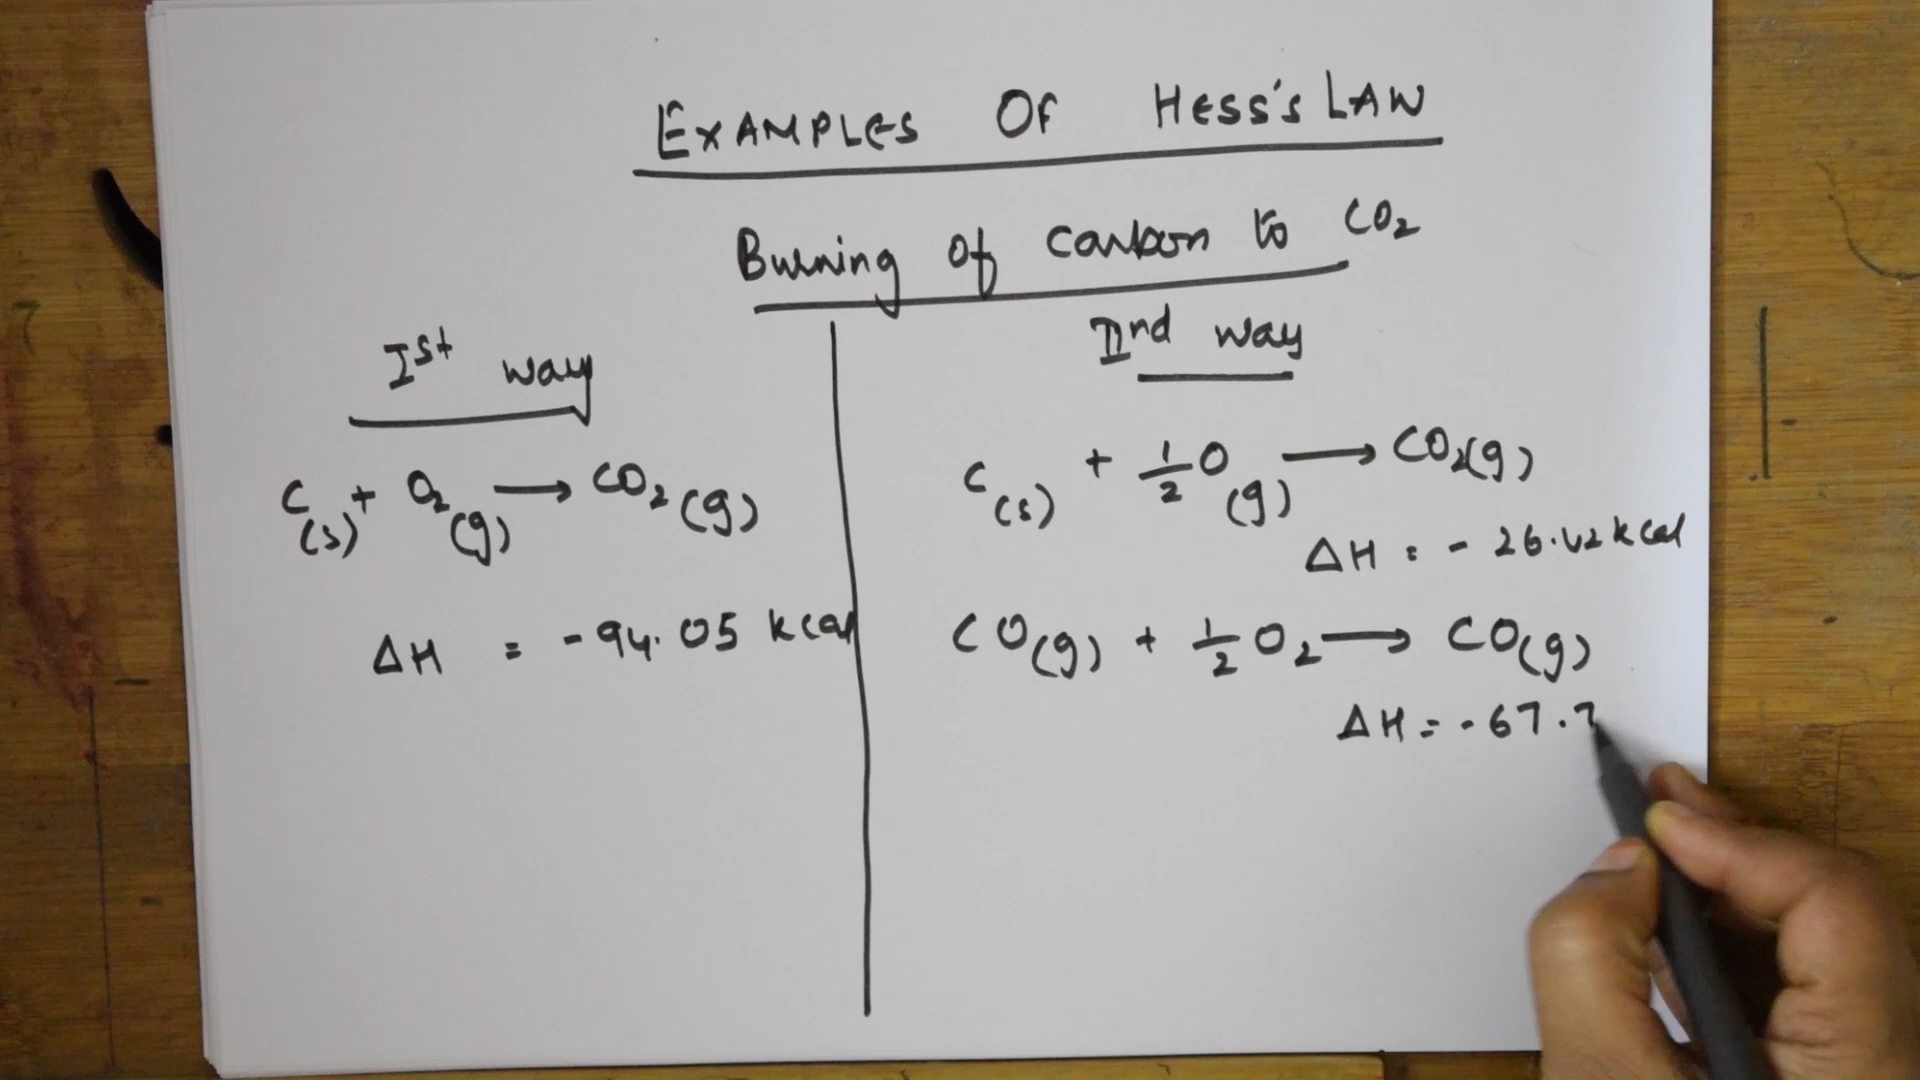 EXAMPLES OF HESS'S LAW
Burning of carbon to CO₂
Ist way
C(s) + O₂(g) ⟶ CO₂(g)
ΔH = -94.05 kcal
IInd way
C(s) + 1/2 O(g) ⟶ CO₂(g)
ΔH = -26.42 kcal
CO(g) + 1/2 O₂ ⟶ CO(g)
ΔH = -67.7